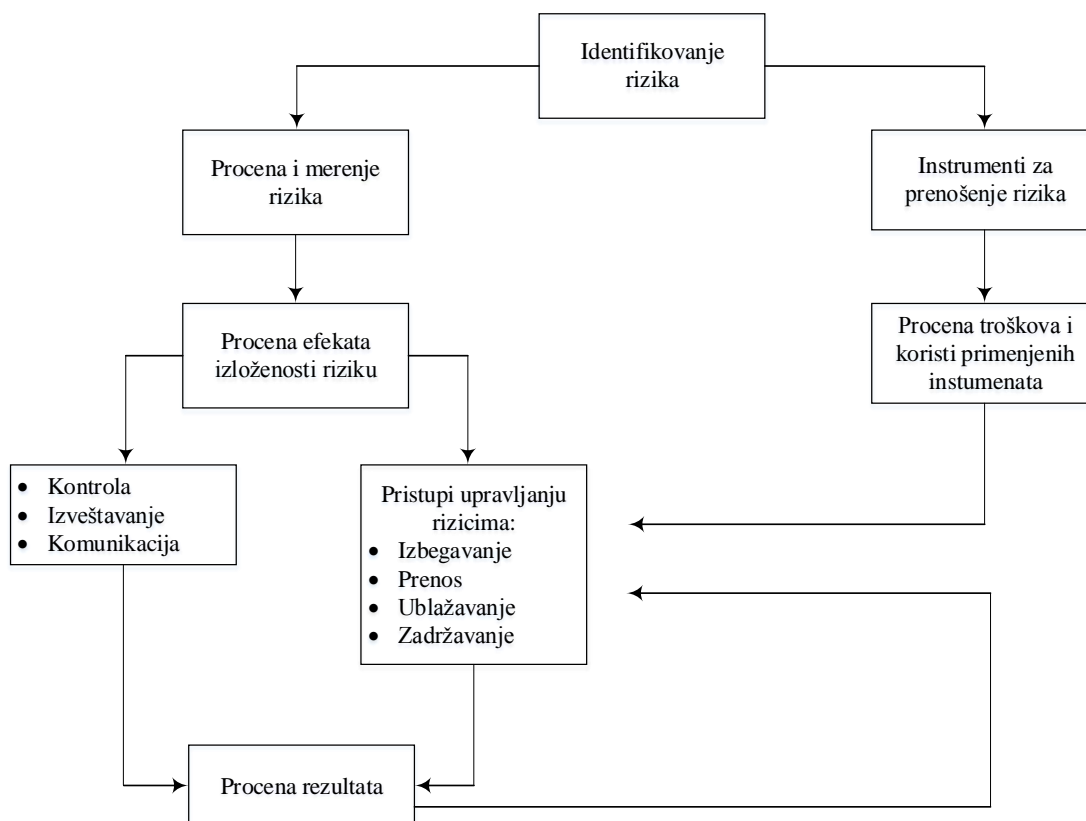 Identifikovanje
rizika
Procena i merenje
rizika
Instrumenti za
prenošenje rizika
Procena efekata
izloženosti riziku
Procena troškova i
koristi primenjenih
instumenata
• Kontrola
• Izveštavanje
• Komunikacija
Pristupi upravljanju
rizicima:
• Izbegavanje
• Prenos
• Ublažavanje
• Zadržavanje
Procena rezultata